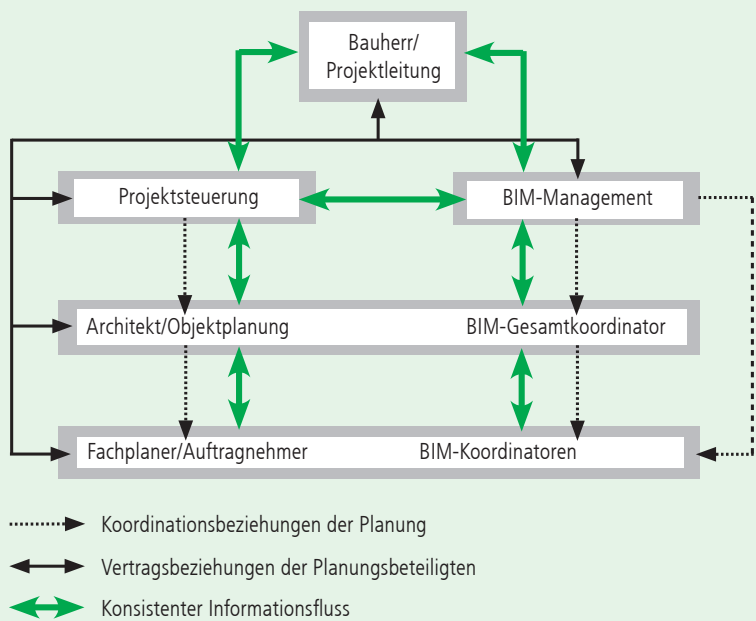 Bauherr/
Projektleitung
Projektsteuerung
BIM-Management
Architekt/Objektplanung
BIM-Gesamtkoordinator
Fachplaner/Auftragnehmer
BIM-Koordinatoren
Koordinationsbeziehungen der Planung
Vertragsbeziehungen der Planungsbeteiligten
Konsistenter Informationsfluss